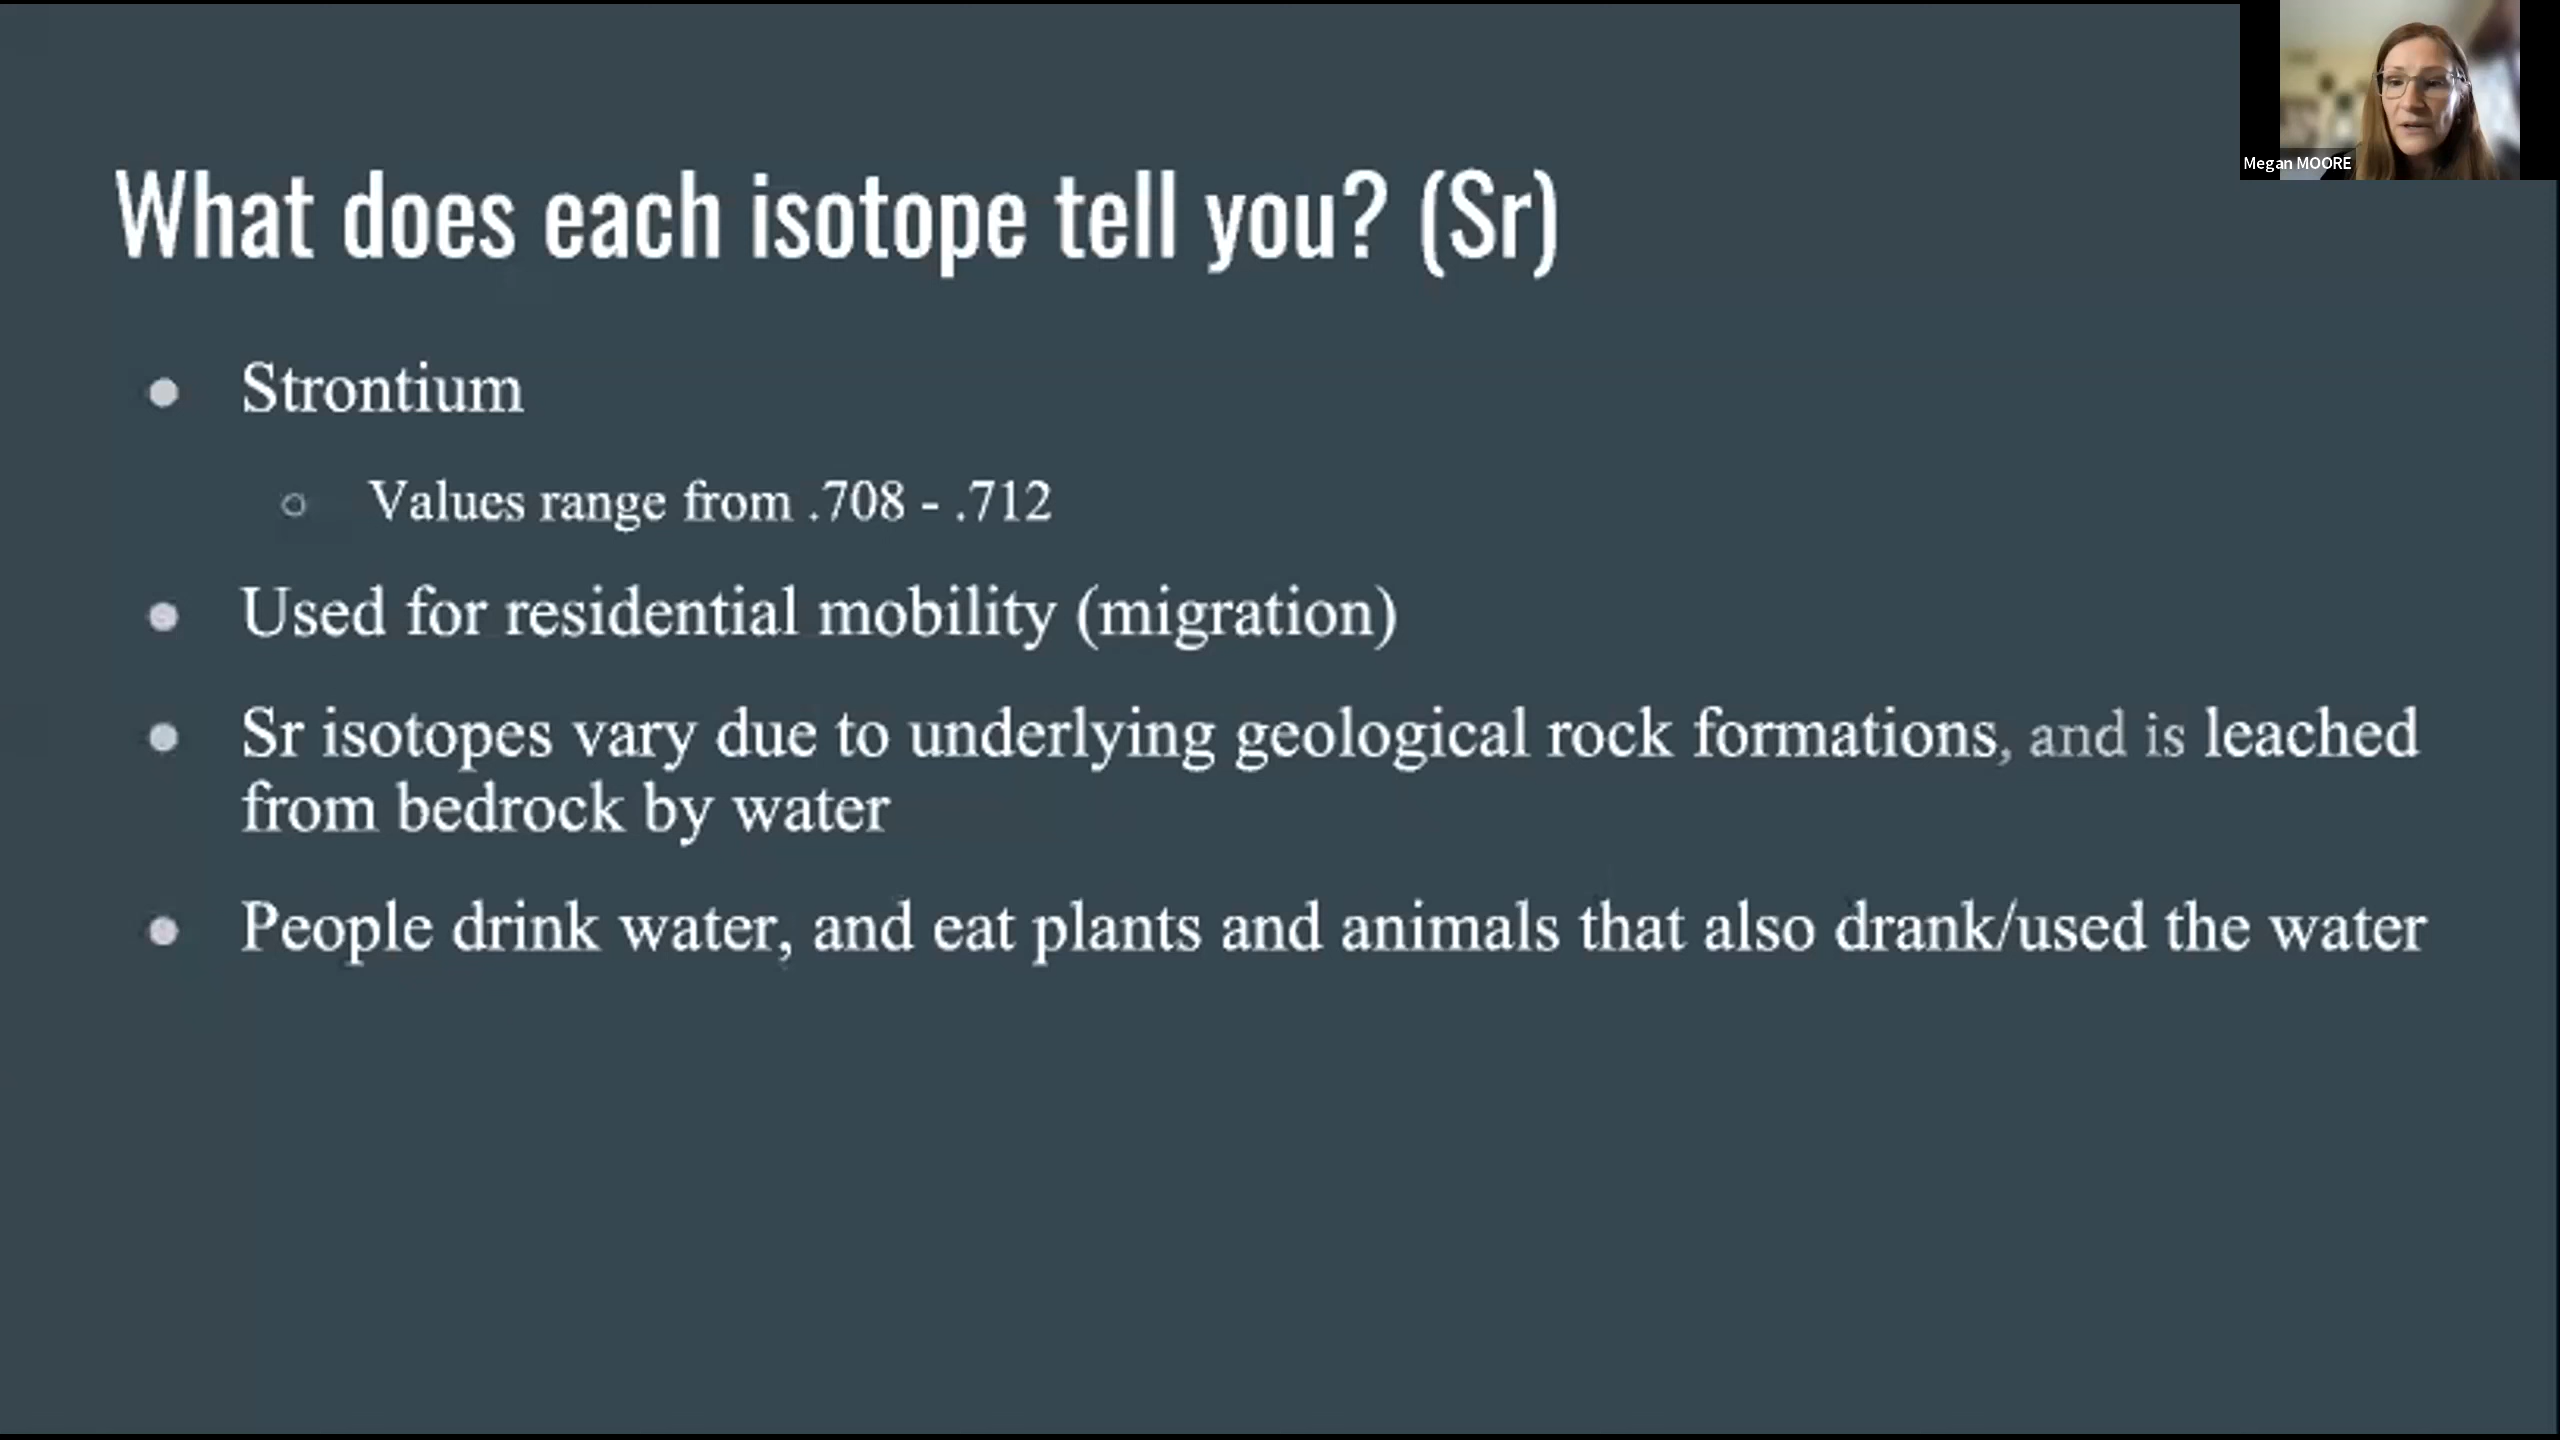 Megan MOORE
What does each isotope tell you? (Sr)
● Strontium
○ Values range from .708 - .712
● Used for residential mobility (migration)
● Sr isotopes vary due to underlying geological rock formations, and is leached
from bedrock by water
● People drink water, and eat plants and animals that also drank/used the water